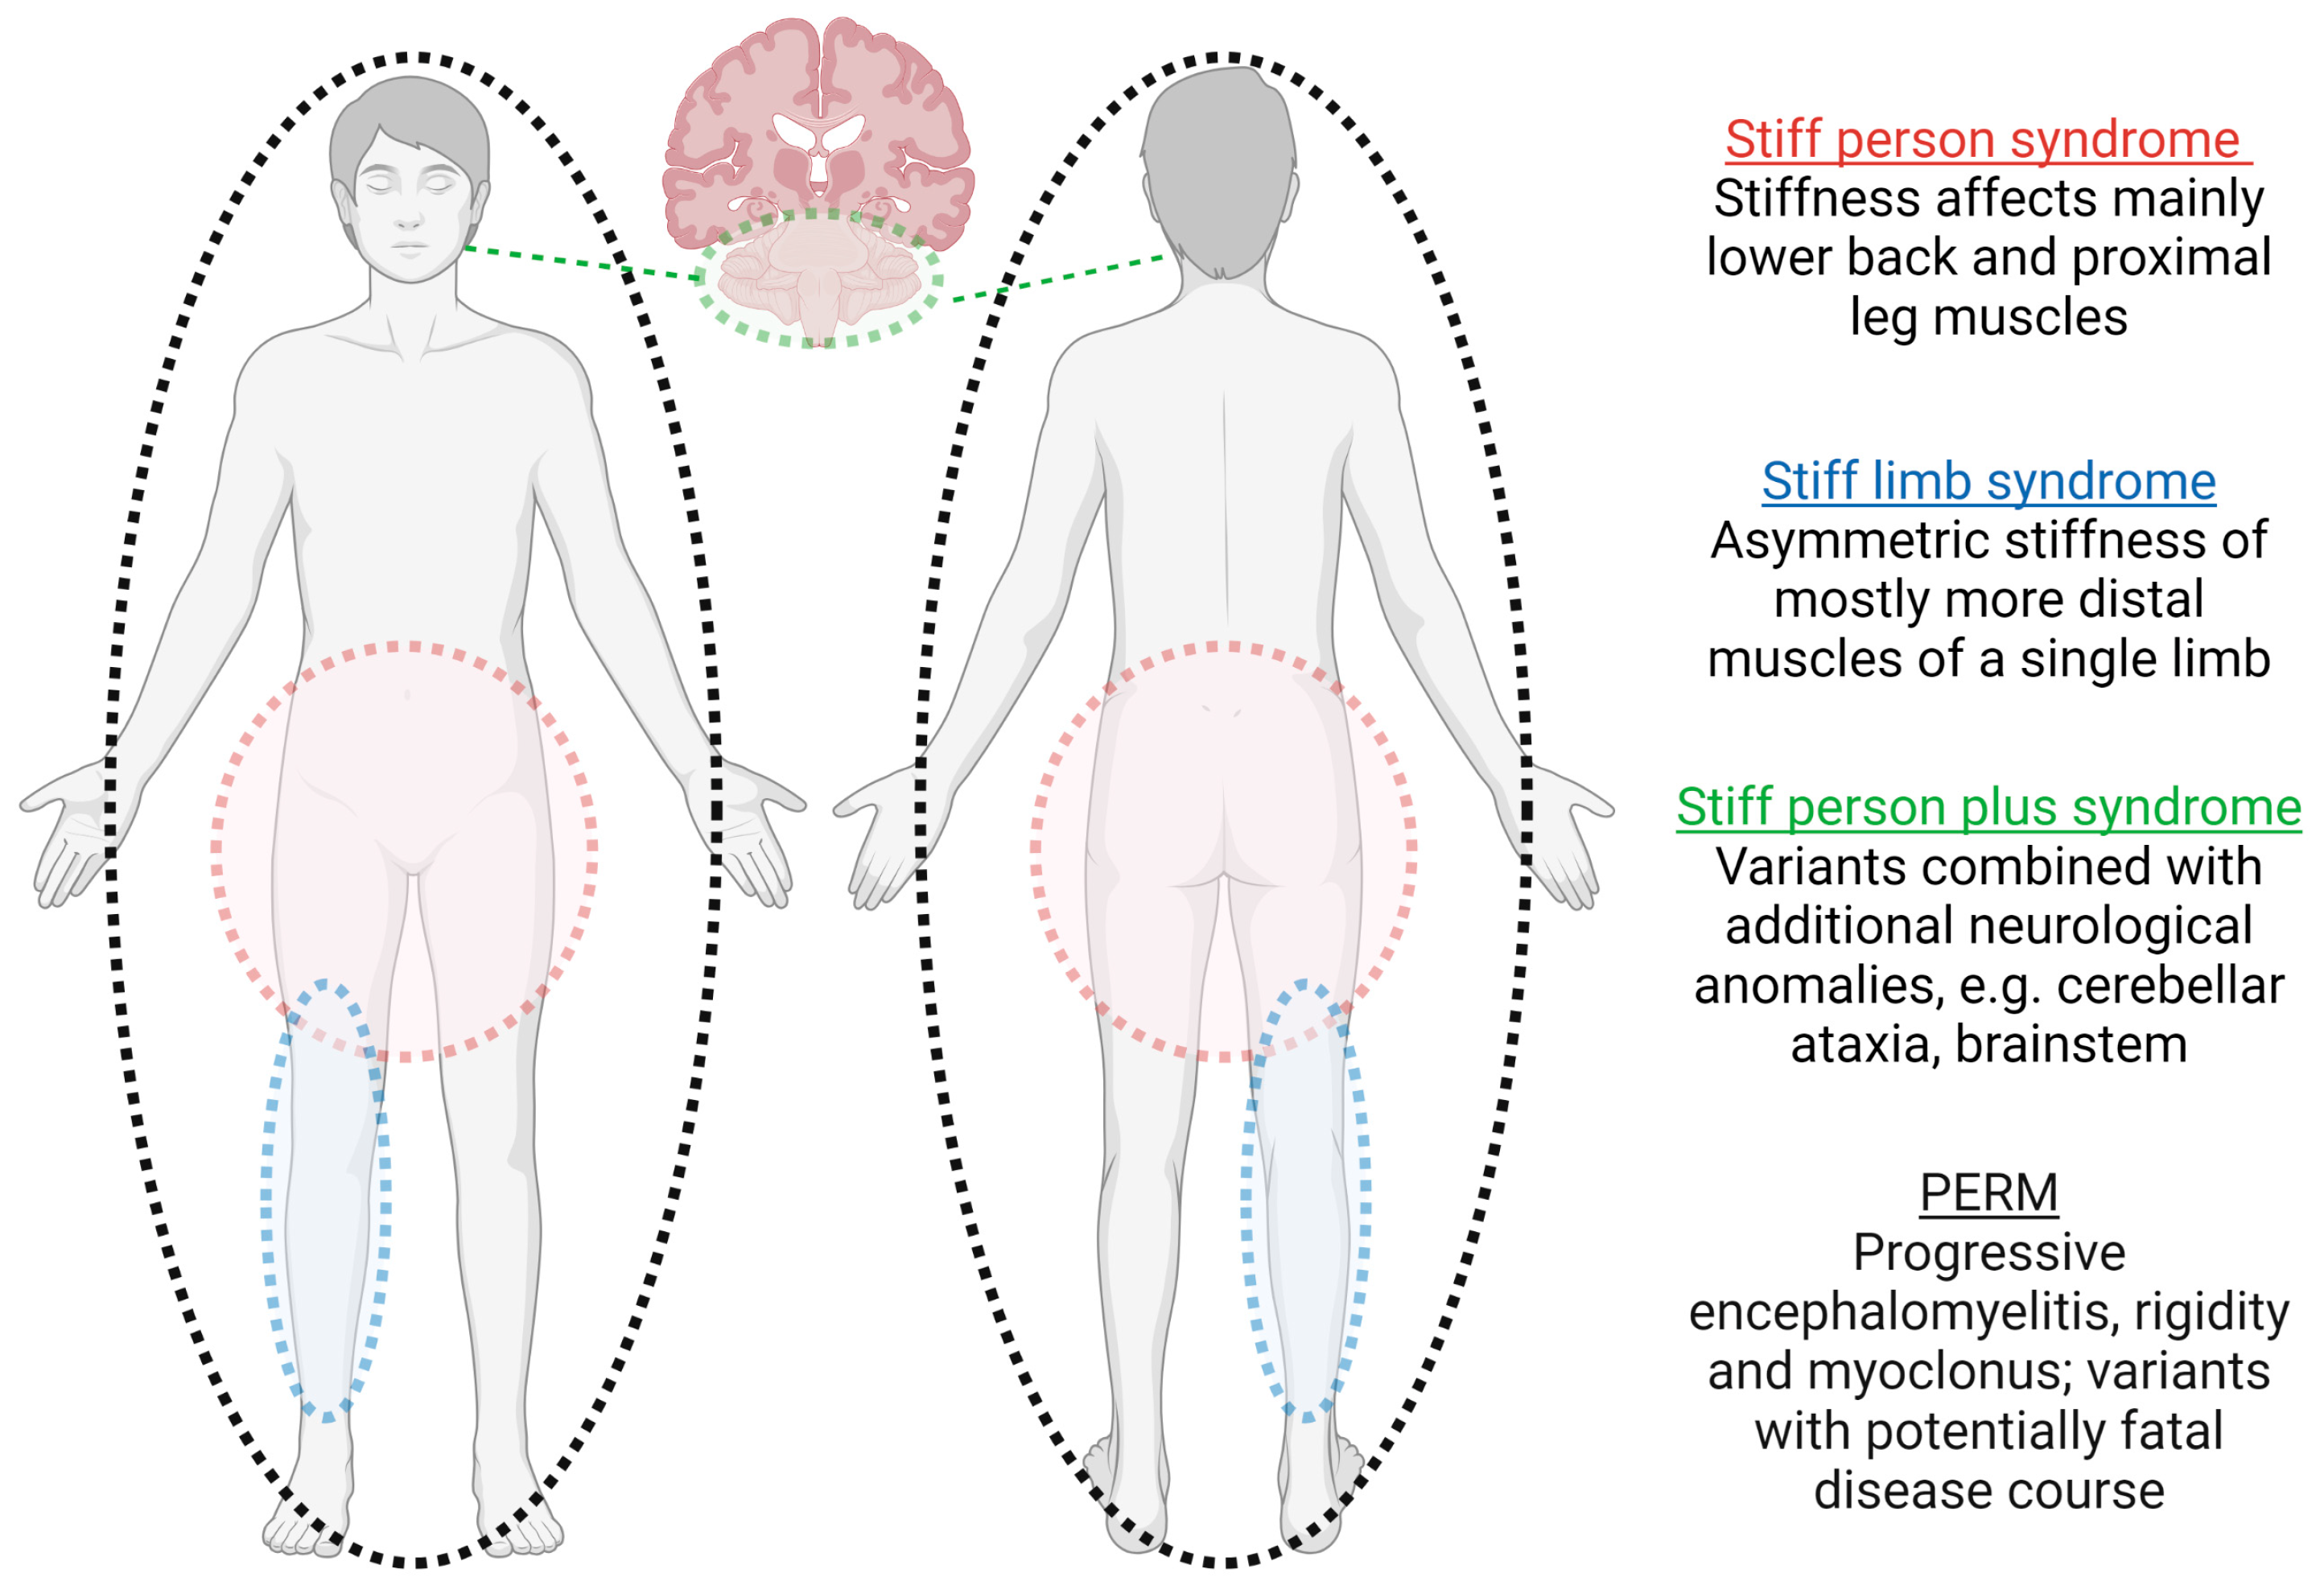 Stiff person syndrome
Stiffness affects mainly
lower back and proximal
leg muscles
Stiff limb syndrome
Asymmetric stiffness of
mostly more distal
muscles of a single limb
Stiff person plus syndrome
Variants combined with
additional neurological
anomalies, e.g. cerebellar
ataxia, brainstem
PERM
Progressive
encephalomyelitis, rigidity
and myoclonus; variants
with potentially fatal
disease course